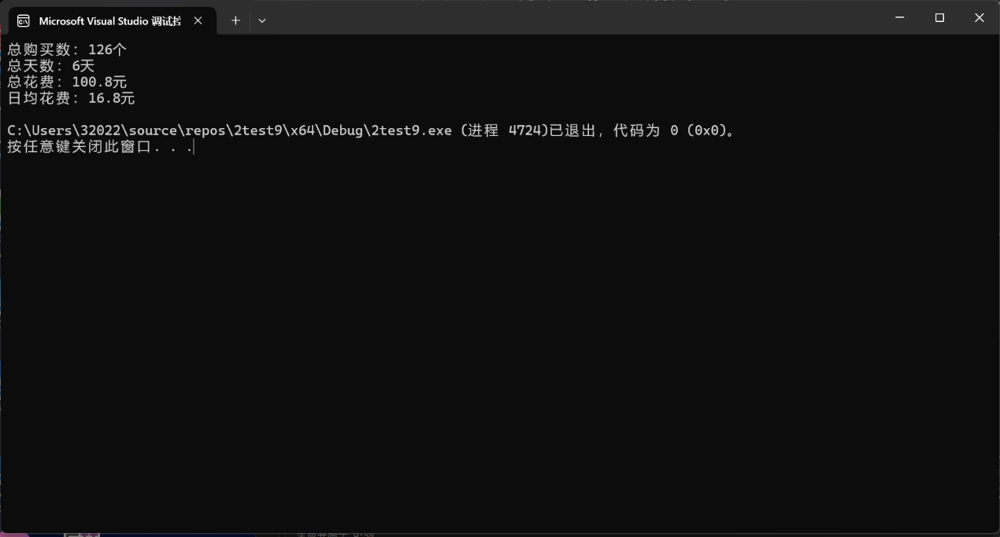 Microsoft Visual Studio 调试控
总购买数：126个
总天数：6天
总花费：100.8元
日均花费：16.8元
C:\Users\32022\source\repos\2test9\x64\Debug\2test9.exe (进程 4724)已退出，代码为 0 (0x0)。
按任意键关闭此窗口. . .